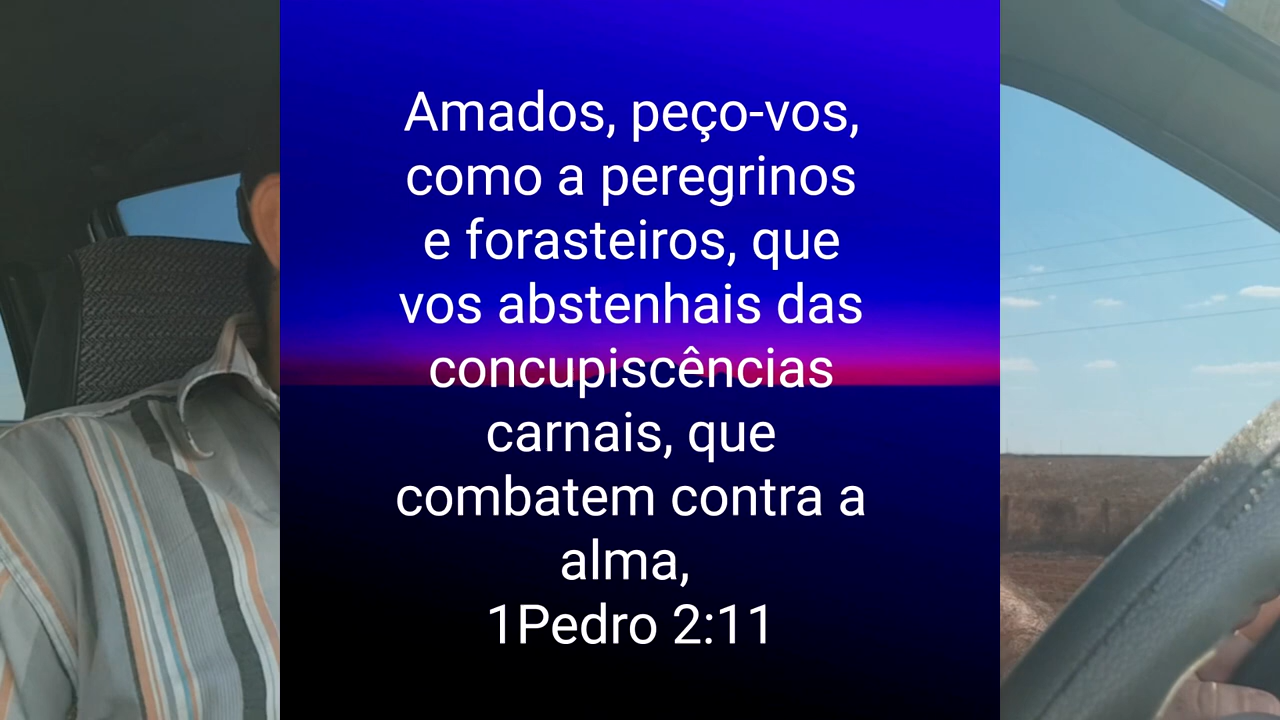 Amados, peço-vos,
como a peregrinos
e forasteiros, que
vos abstenhais das
concupiscências
carnais, que
combatem contra a
alma,
1Pedro 2:11